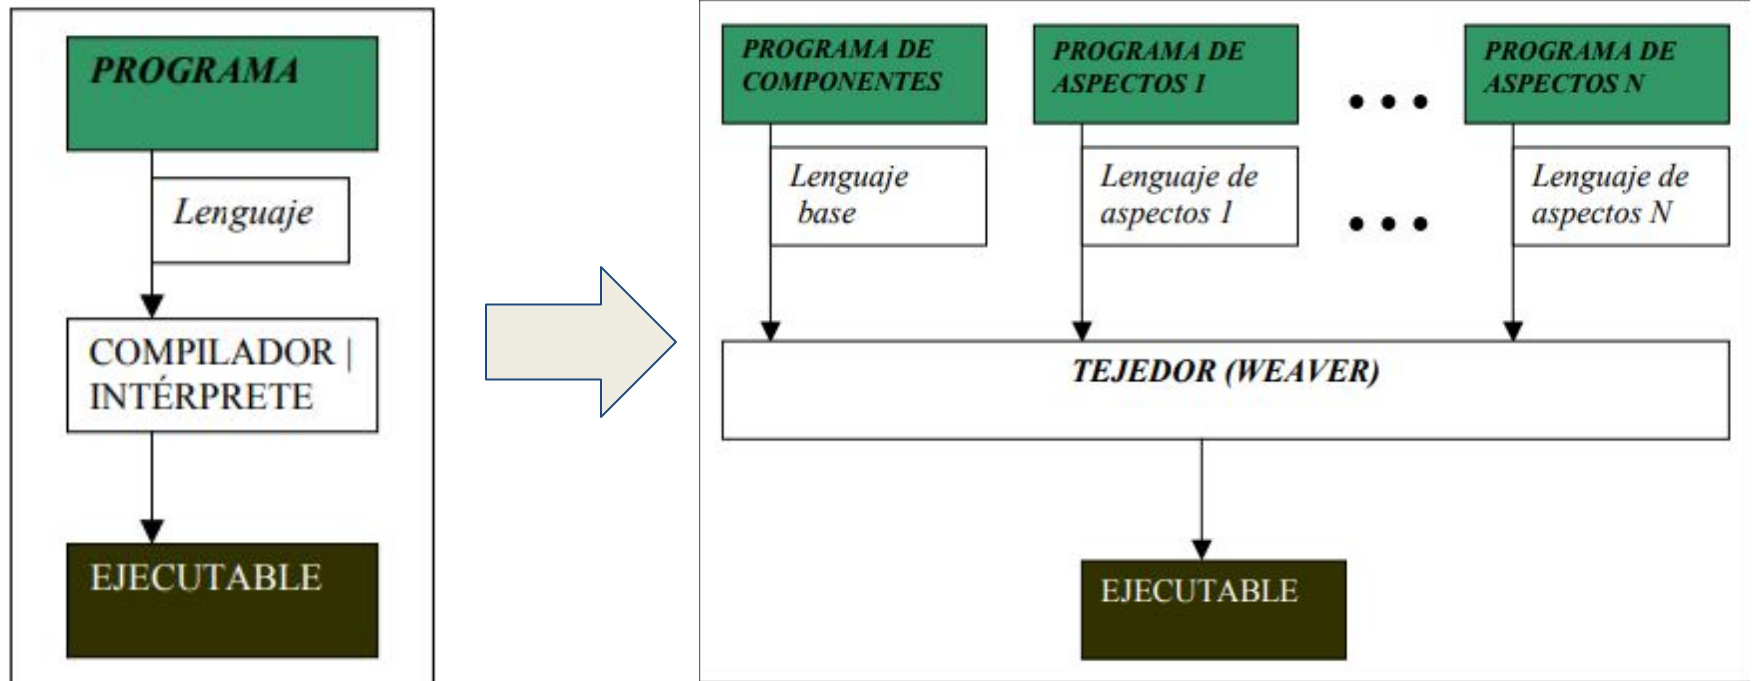 PROGRAMA
Lenguaje
COMPILADOR |
INTÉRPRETE
EJECUTABLE
PROGRAMA DE
COMPONENTES
PROGRAMA DE
ASPECTOS 1
PROGRAMA DE
ASPECTOS N
Lenguaje
base
Lenguaje de
aspectos 1
Lenguaje de
aspectos N
TEJEDOR (WEAVER)
EJECUTABLE